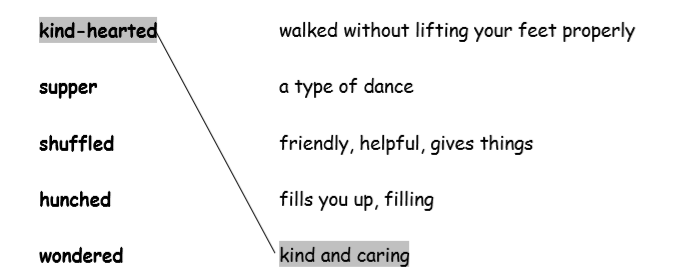 kind-hearted walked without lifting your feet properly
supper a type of dance
shuffled friendly, helpful, gives things
hunched fills you up, filling
wondered kind and caring